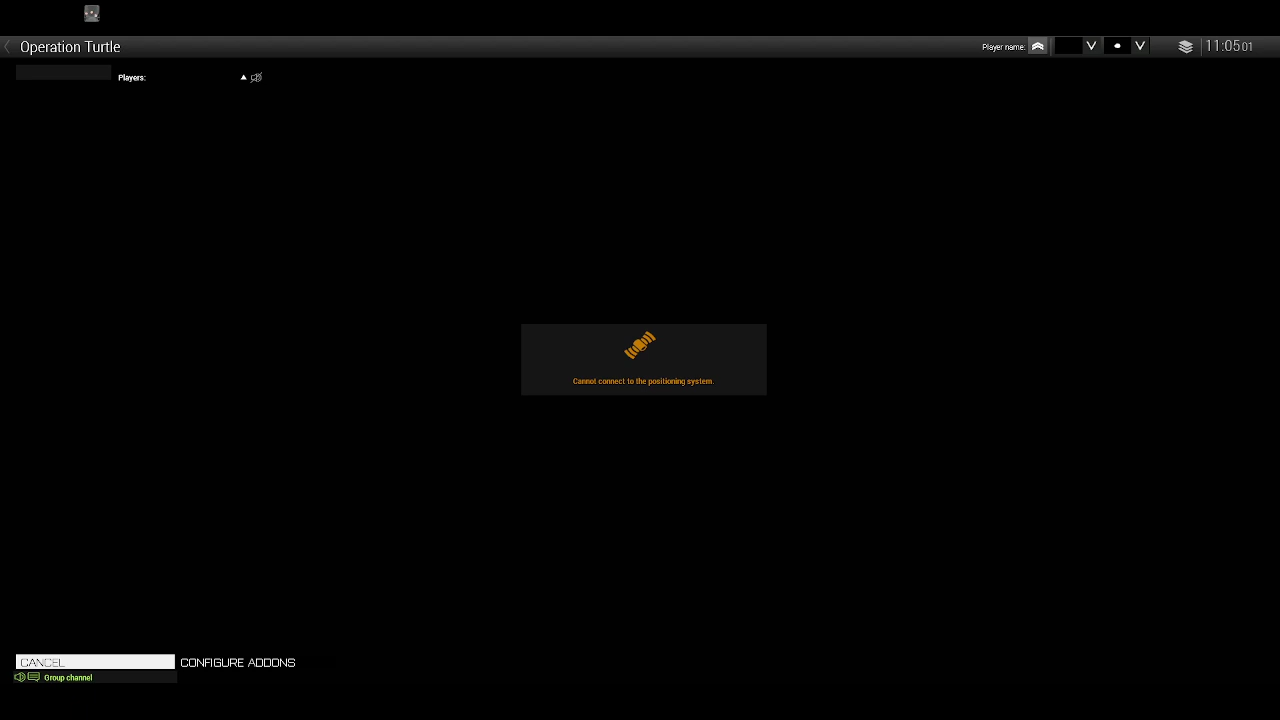 Operation Turtle
Player name:
11:05 01
Players:
Cannot connect to the positioning system.
CANCEL
CONFIGURE ADDONS
Group channel